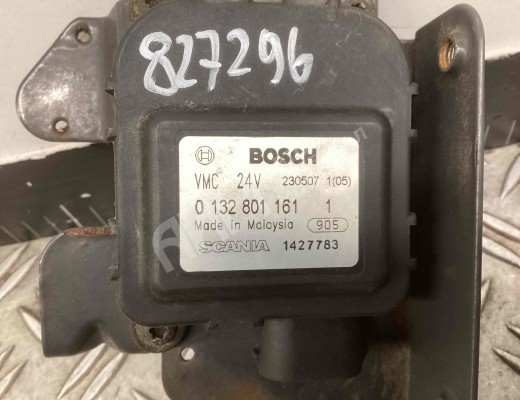 827296
BOSCH
VMC 24V 230507 1(05)
0 132 801 161 1
Made in Malaysia 905
SCANIA 1427783